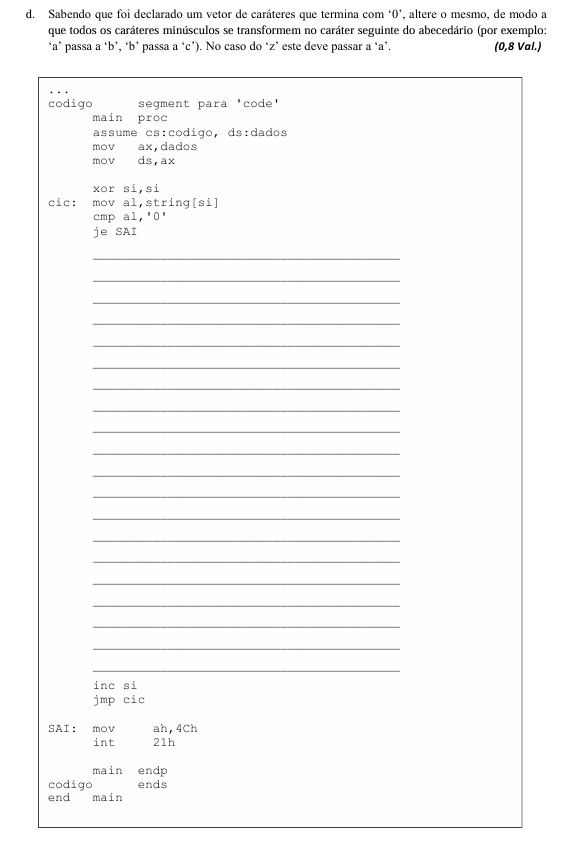 d. Sabendo que foi declarado um vetor de caráteres que termina com ‘0’, altere o mesmo, de modo a
que todos os caráteres minúsculos se transformem no caráter seguinte do abecedário (por exemplo:
‘a’ passa a ‘b’, ‘b’ passa a ‘c’). No caso do ‘z’ este deve passar a ‘a’. (0,8 Val.)
...
codigo segment para 'code'
main proc
assume cs:codigo, ds:dados
mov ax,dados
mov ds,ax
xor si,si
cic: mov al,string[si]
cmp al,'0'
je SAI
inc si
jmp cic
SAI: mov ah,4Ch
int 21h
main endp
codigo ends
end main